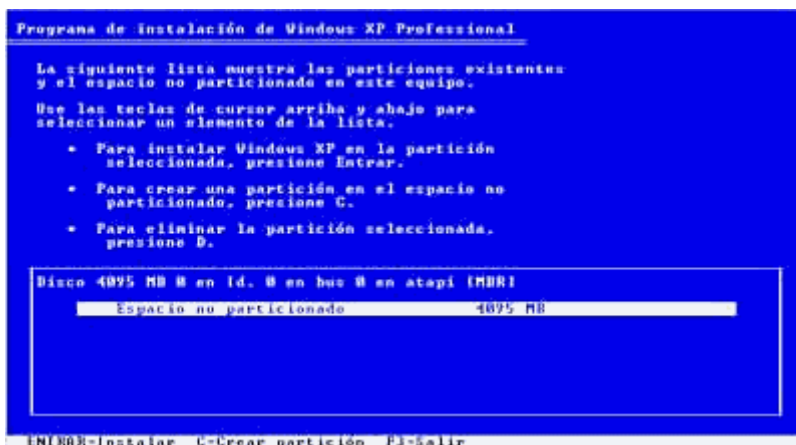 Programa de instalación de Windows XP Professional
La siguiente lista muestra las particiones existentes
y el espacio no particionado en este equipo.
Use las teclas de cursor arriba y abajo para
seleccionar un elemento de la lista.
• Para instalar Windows XP en la partición
seleccionada, presione Entrar.
• Para crear una partición en el espacio no
particionado, presione C.
• Para eliminar la partición seleccionada,
presione D.
Disco 4095 MB 0 en Id. 0 en bus 0 en atapi [MBR]
Espacio no particionado 4095 MB
ENTRAR=Instalar C=Crear partición F3=Salir